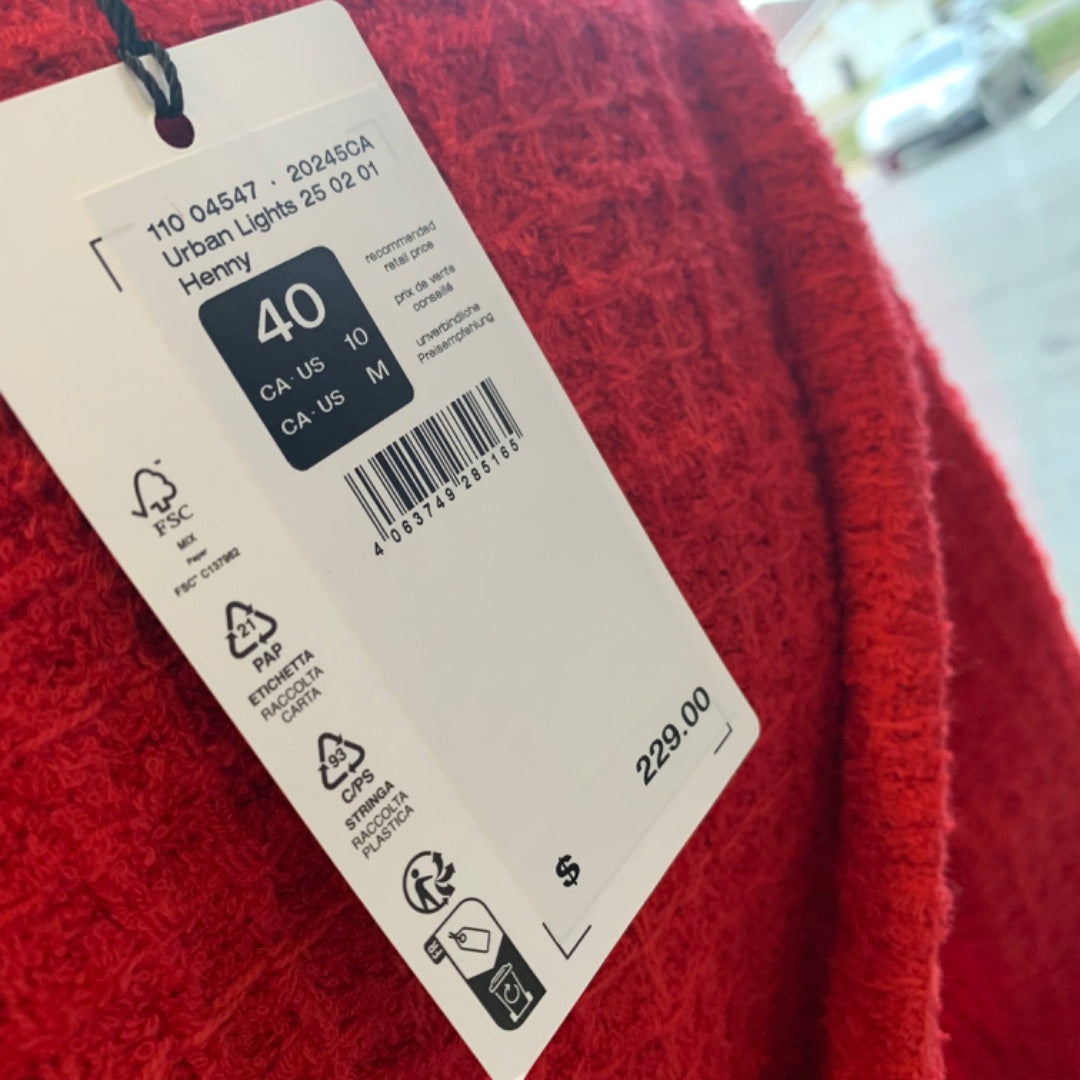 110 04547 · 20245CA
Urban Lights 25 02 01
Henny
40
CA·US 10
CA·US M
recommended
retail price
prix de vente
conseillé
unverbindliche
Preisempfehlung
4 063749 285165
FSC
MIX
Paper
FSC® C137982
21
PAP
ETICHETTA
RACCOLTA
CARTA
93
C/PS
STRINGA
RACCOLTA
PLASTICA
FR
$ 229.00